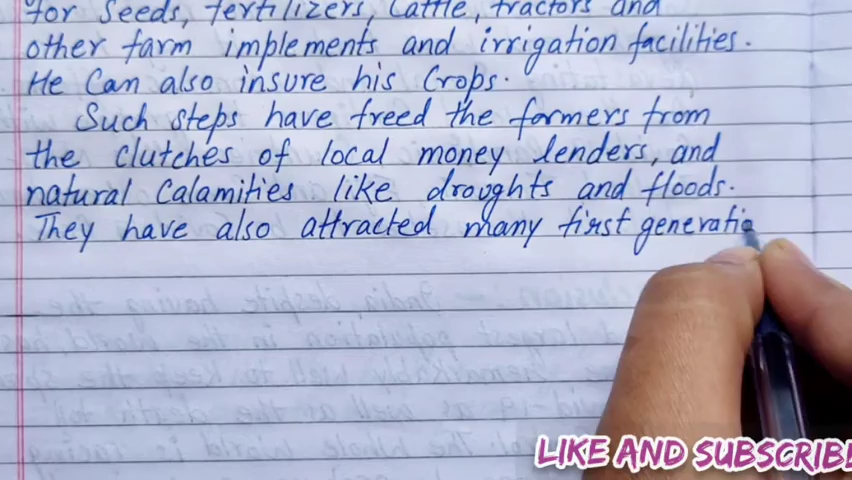 for Seeds, fertilizers, Cattle, tractors and
other farm implements and irrigation facilities.
He Can also insure his Crops.
Such steps have freed the farmers from
the clutches of local money lenders, and
natural Calamities like droughts and floods.
They have also attracted many first generatio
LIKE AND SUBSCRIBE